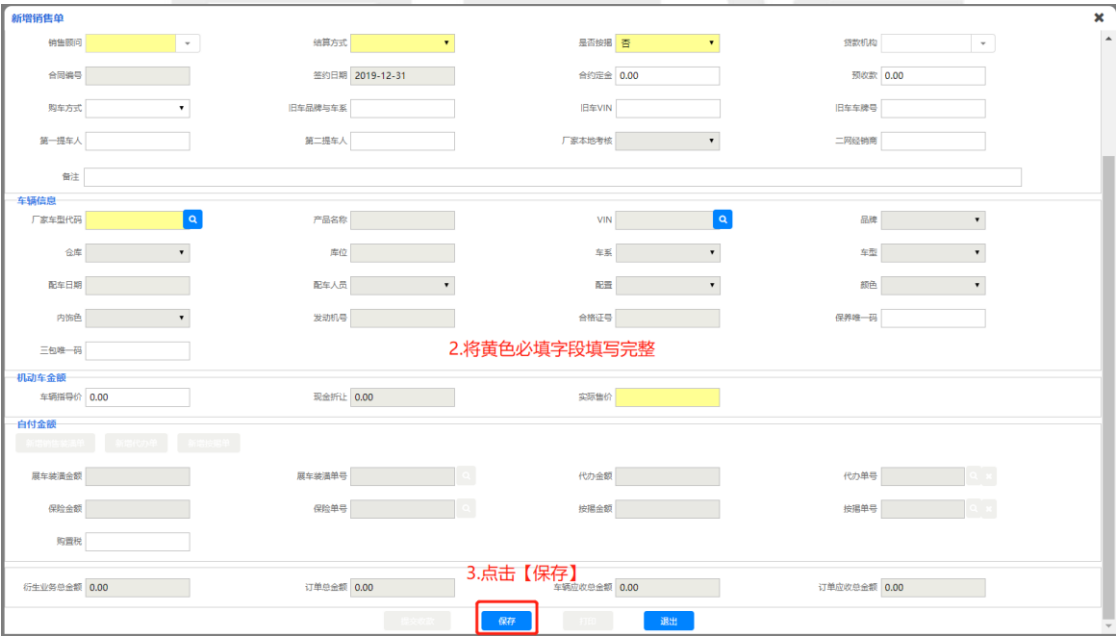 新增销售单
销售顾问 结算方式 是否按揭 否 贷款机构
合同编号 签约日期 2019-12-31 合约定金 0.00 预收款 0.00
购车方式 旧车品牌与车系 旧车VIN 旧车车牌号
第一提车人 第二提车人 厂家本地考核 二网经销商
备注
车辆信息
厂家车型代码 产品名称 VIN 品牌
仓库 库位 车系 车型
配车日期 配车人员 配置 颜色
内饰色 发动机号 合格证号 保养唯一码
三包唯一码
2.将黄色必填字段填写完整
机动车金额
车辆指导价 0.00 现金折让 0.00 实际售价
自付金额
展车装潢金额 展车装潢单号 代办金额 代办单号
保险金额 保险单号 按揭金额 按揭单号
购置税
3.点击【保存】
衍生业务总金额 0.00 订单总金额 0.00 车辆应收总金额 0.00 订单应收总金额 0.00
保存 打印 退出